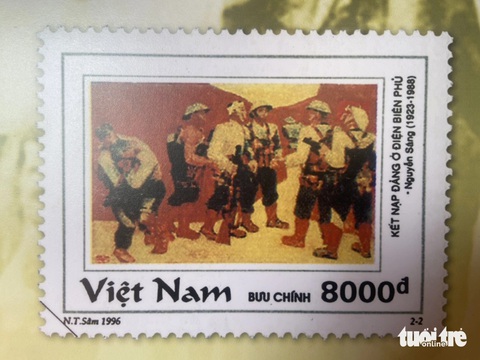 KẾT NẠP ĐẢNG Ở ĐIỆN BIÊN PHỦ
- Nguyễn Sáng (1923-1988)
Việt Nam BƯU CHÍNH 8000đ
N.T.Sâm 1996 2-2
tuổi trẻ
online